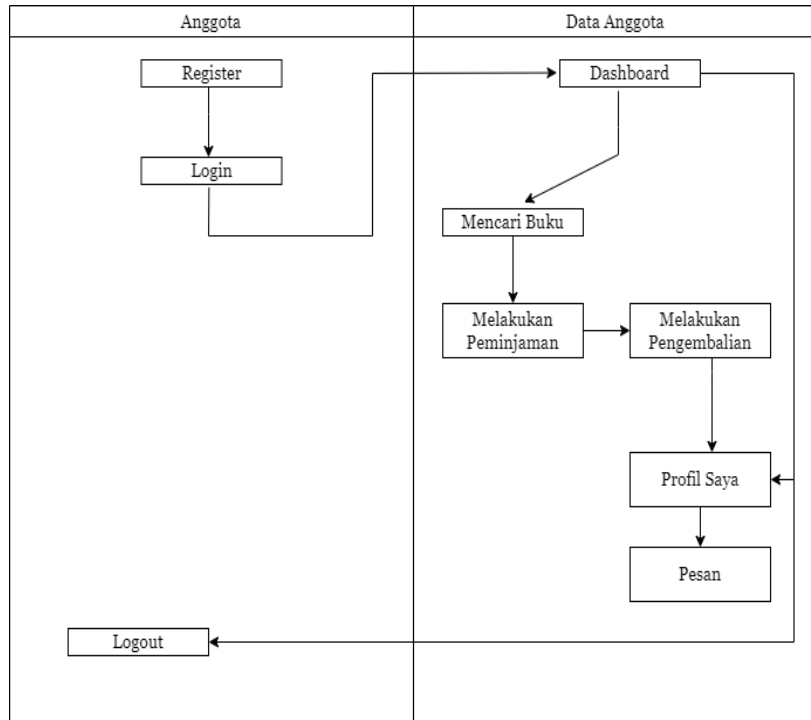 Anggota
Data Anggota
Register
Dashboard
Login
Mencari Buku
Melakukan
Peminjaman
Melakukan
Pengembalian
Profil Saya
Pesan
Logout